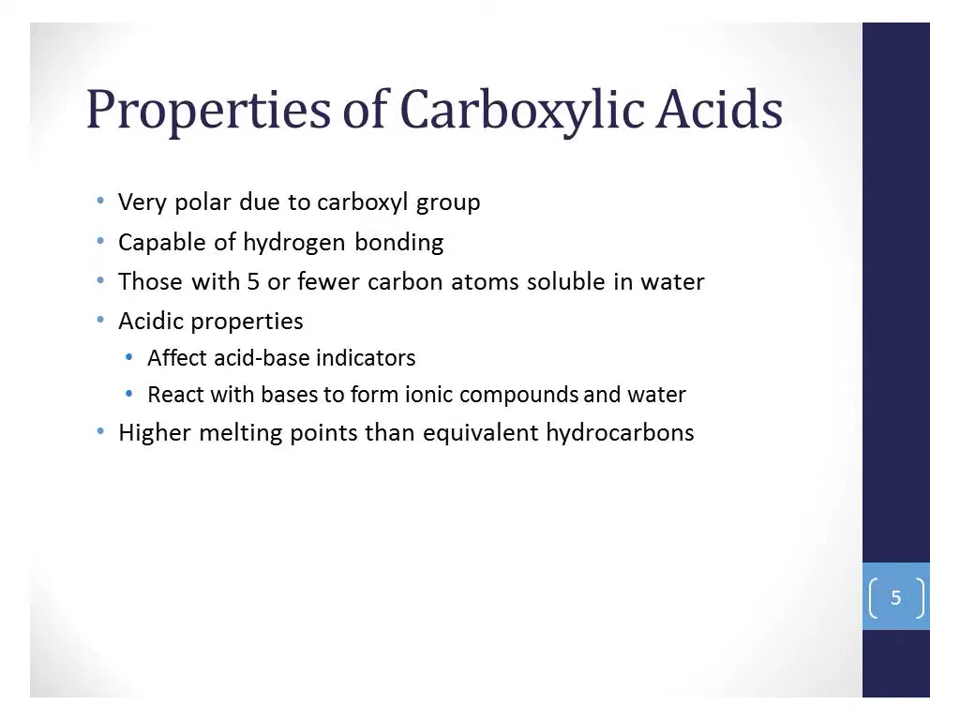 Properties of Carboxylic Acids
• Very polar due to carboxyl group
• Capable of hydrogen bonding
• Those with 5 or fewer carbon atoms soluble in water
• Acidic properties
• Affect acid-base indicators
• React with bases to form ionic compounds and water
• Higher melting points than equivalent hydrocarbons
5